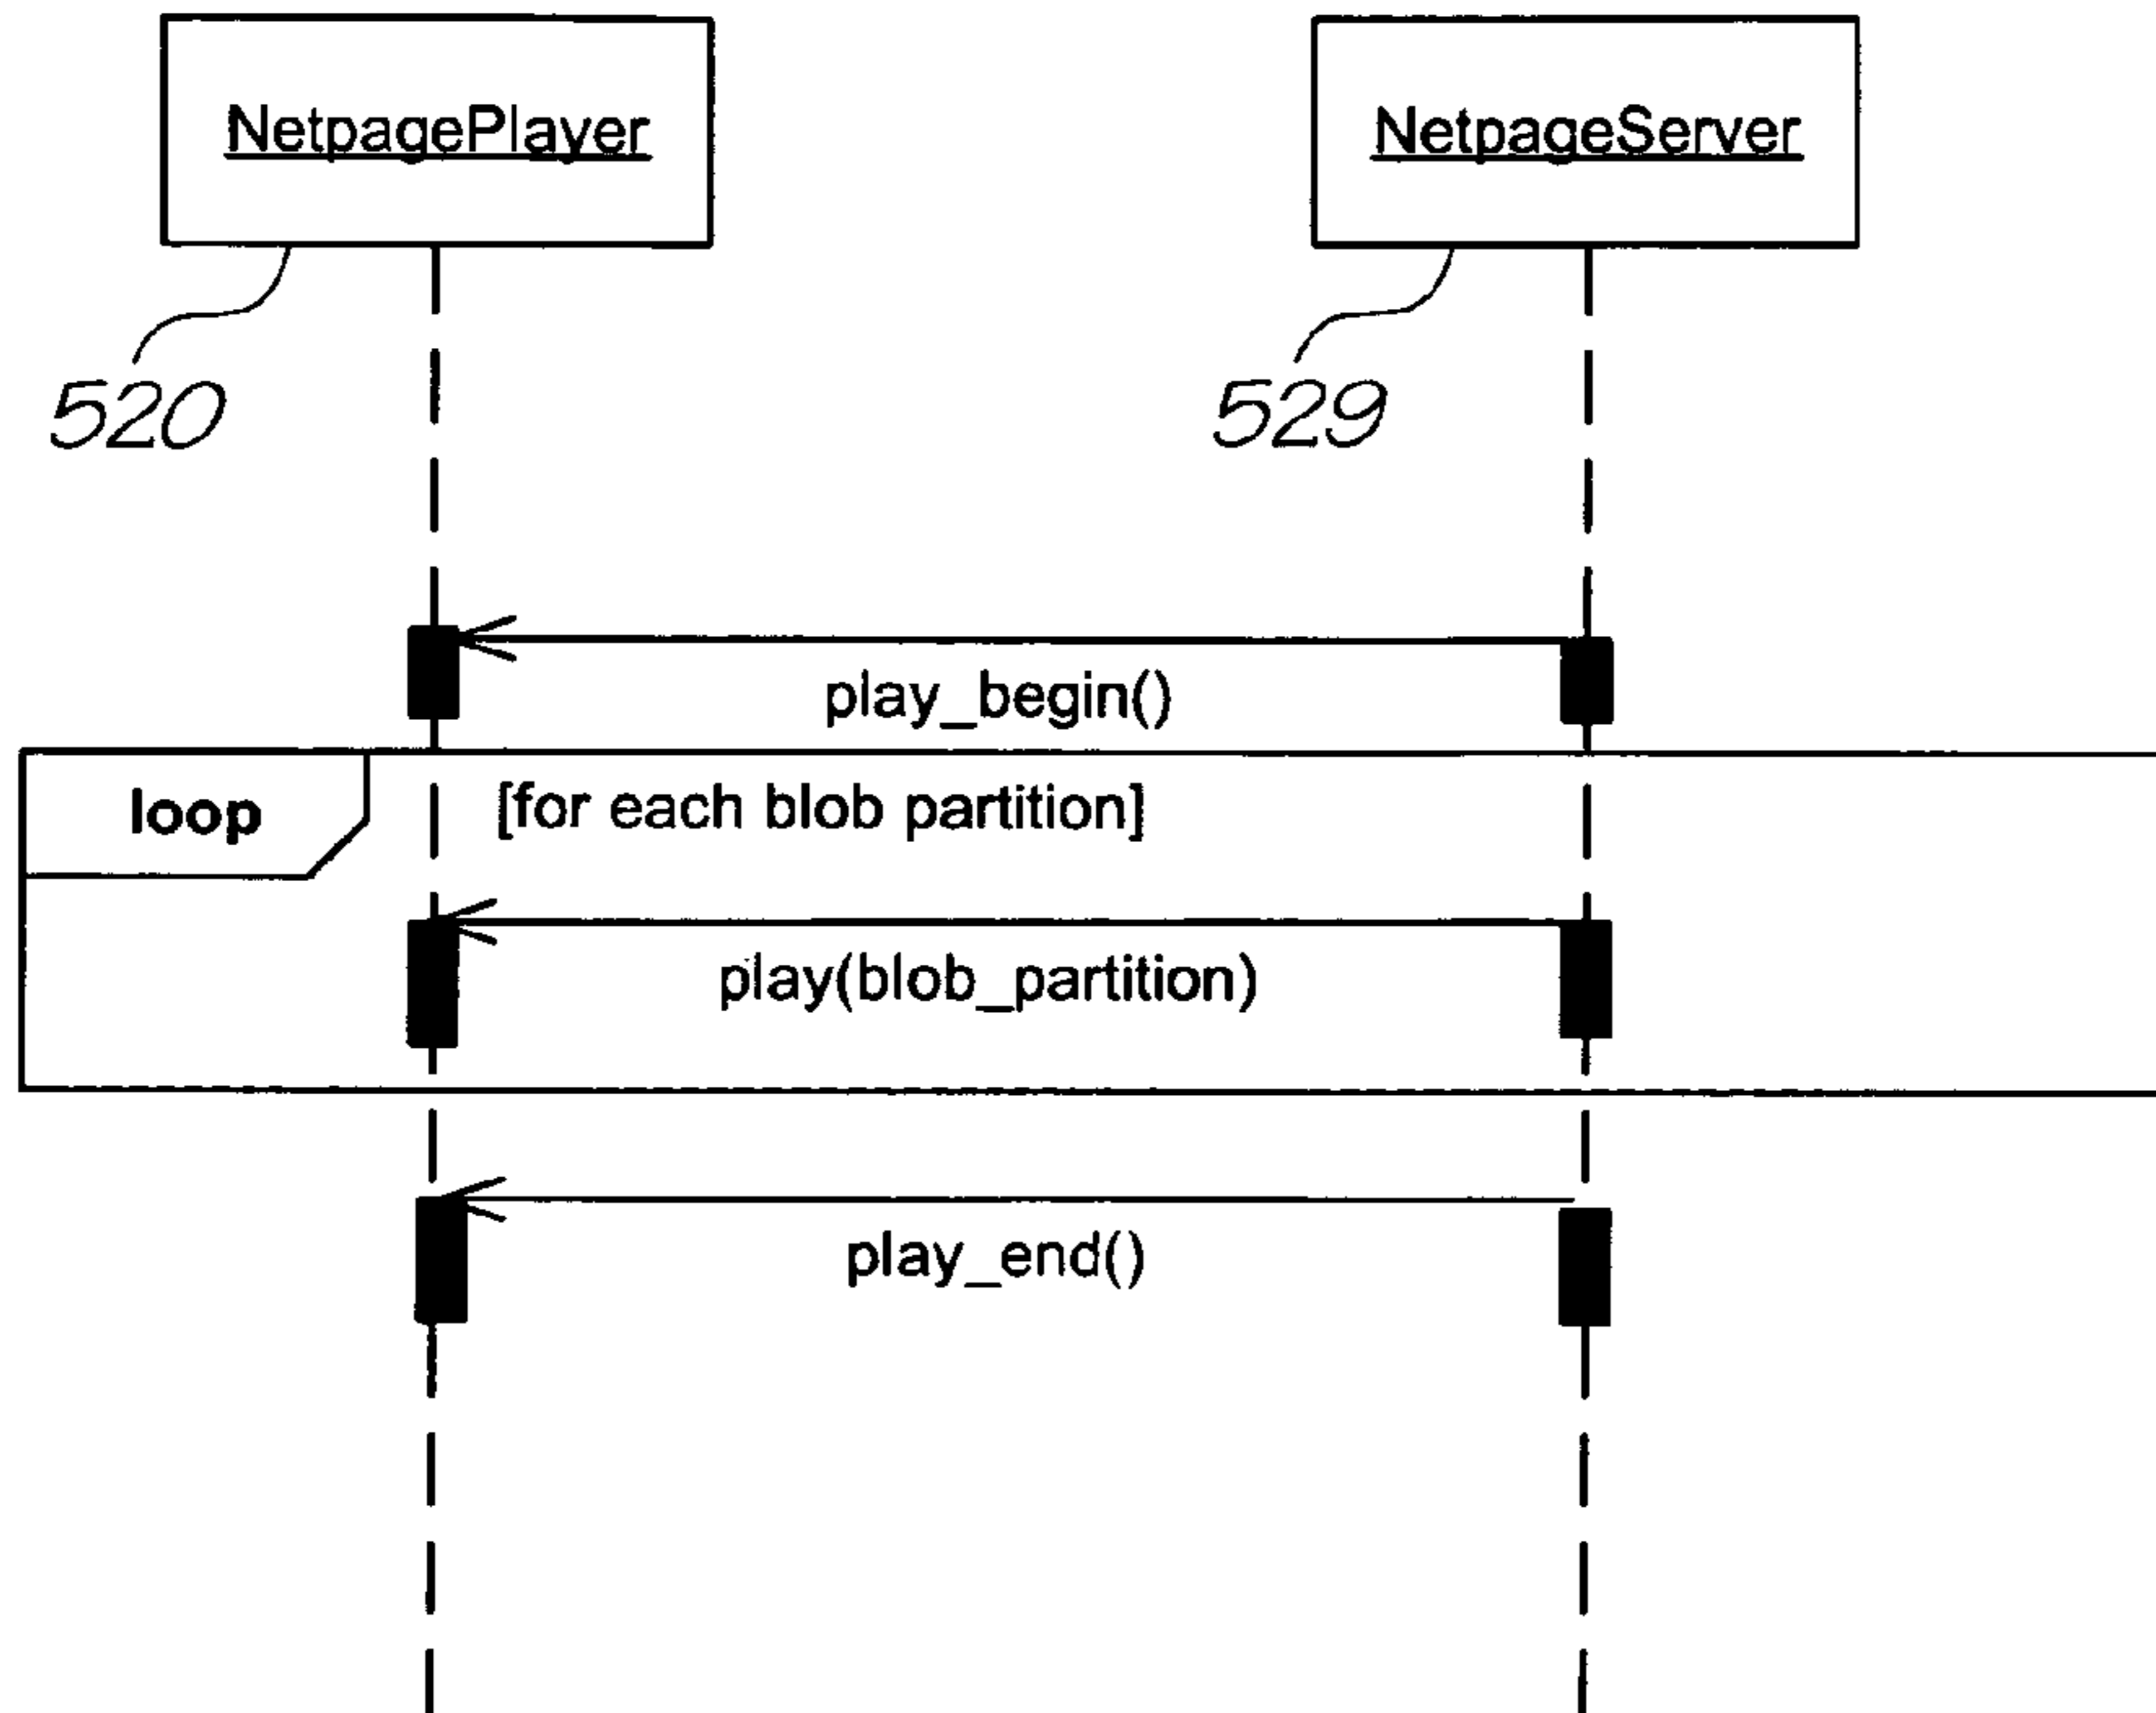 NetpagePlayer
NetpageServer
520
529
play_begin()
loop
[for each blob partition]
play(blob_partition)
play_end()